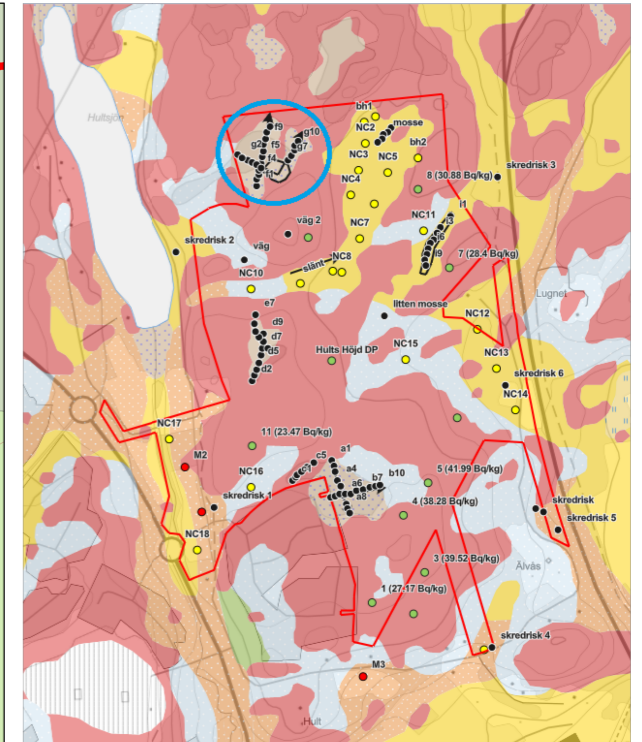 Hultsjön
bh1
f9
NC2
mosse
g10
g2
f5
g7
NC3
bh2
f4
NC5
skredrisk 3
f1
NC4
8 (30.88 Bq/kg)
i1
väg 2
NC11
i3
NC7
i6
skredrisk 2
väg
i9
7 (28.4 Bq/kg)
NC8
slänt
NC10
Lugnet
e7
litten mosse
NC12
d9
d7
d5
Hults Höjd DP
NC15
NC13
d2
skredrisk 6
NC14
NC17
11 (23.47 Bq/kg)
M2
c5
a1
NC16
a4
b7
b10
5 (41.99 Bq/kg)
a6
skredrisk 1
a8
4 (38.28 Bq/kg)
skredrisk
skredrisk 5
NC18
3 (39.52 Bq/kg)
Älvås
1 (27.17 Bq/kg)
skredrisk 4
M3
Hult